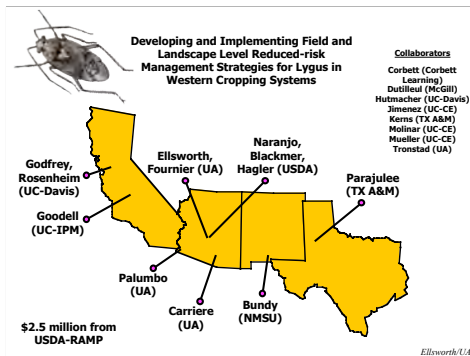 Developing and Implementing Field and
Landscape Level Reduced-risk
Management Strategies for Lygus in
Western Cropping Systems
Collaborators
Corbett (Corbett
Learning)
Dutilleul (McGill)
Hutmacher (UC-Davis)
Jimenez (UC-CE)
Kerns (TX A&M)
Molinar (UC-CE)
Mueller (UC-CE)
Tronstad (UA)
Godfrey,
Rosenheim
(UC-Davis)
Ellsworth,
Fournier (UA)
Naranjo,
Blackmer,
Hagler (USDA)
Parajulee
(TX A&M)
Goodell
(UC-IPM)
Palumbo
(UA)
Carriere
(UA)
Bundy
(NMSU)
$2.5 million from
USDA-RAMP
Ellsworth/UA